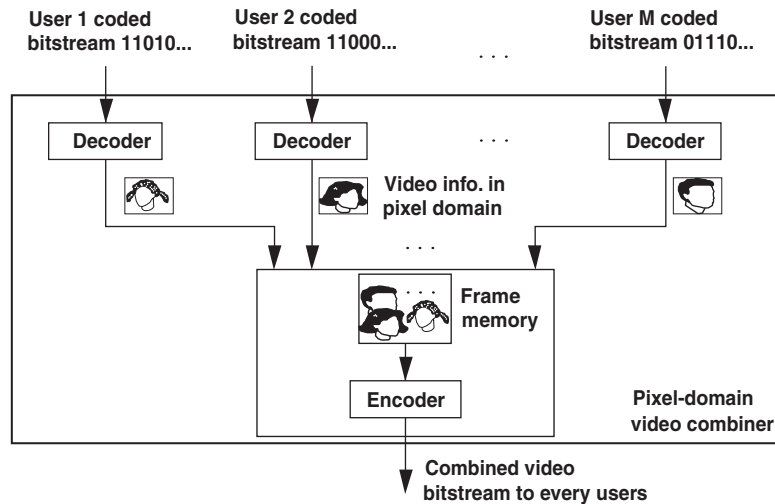 User 1 coded
bitstream 11010...
User 2 coded
bitstream 11000...
. . .
User M coded
bitstream 01110...
Decoder
Decoder
. . .
Decoder
Video info. in
pixel domain
. . .
. . .
Frame
memory
Encoder
Pixel-domain
video combiner
Combined video
bitstream to every users